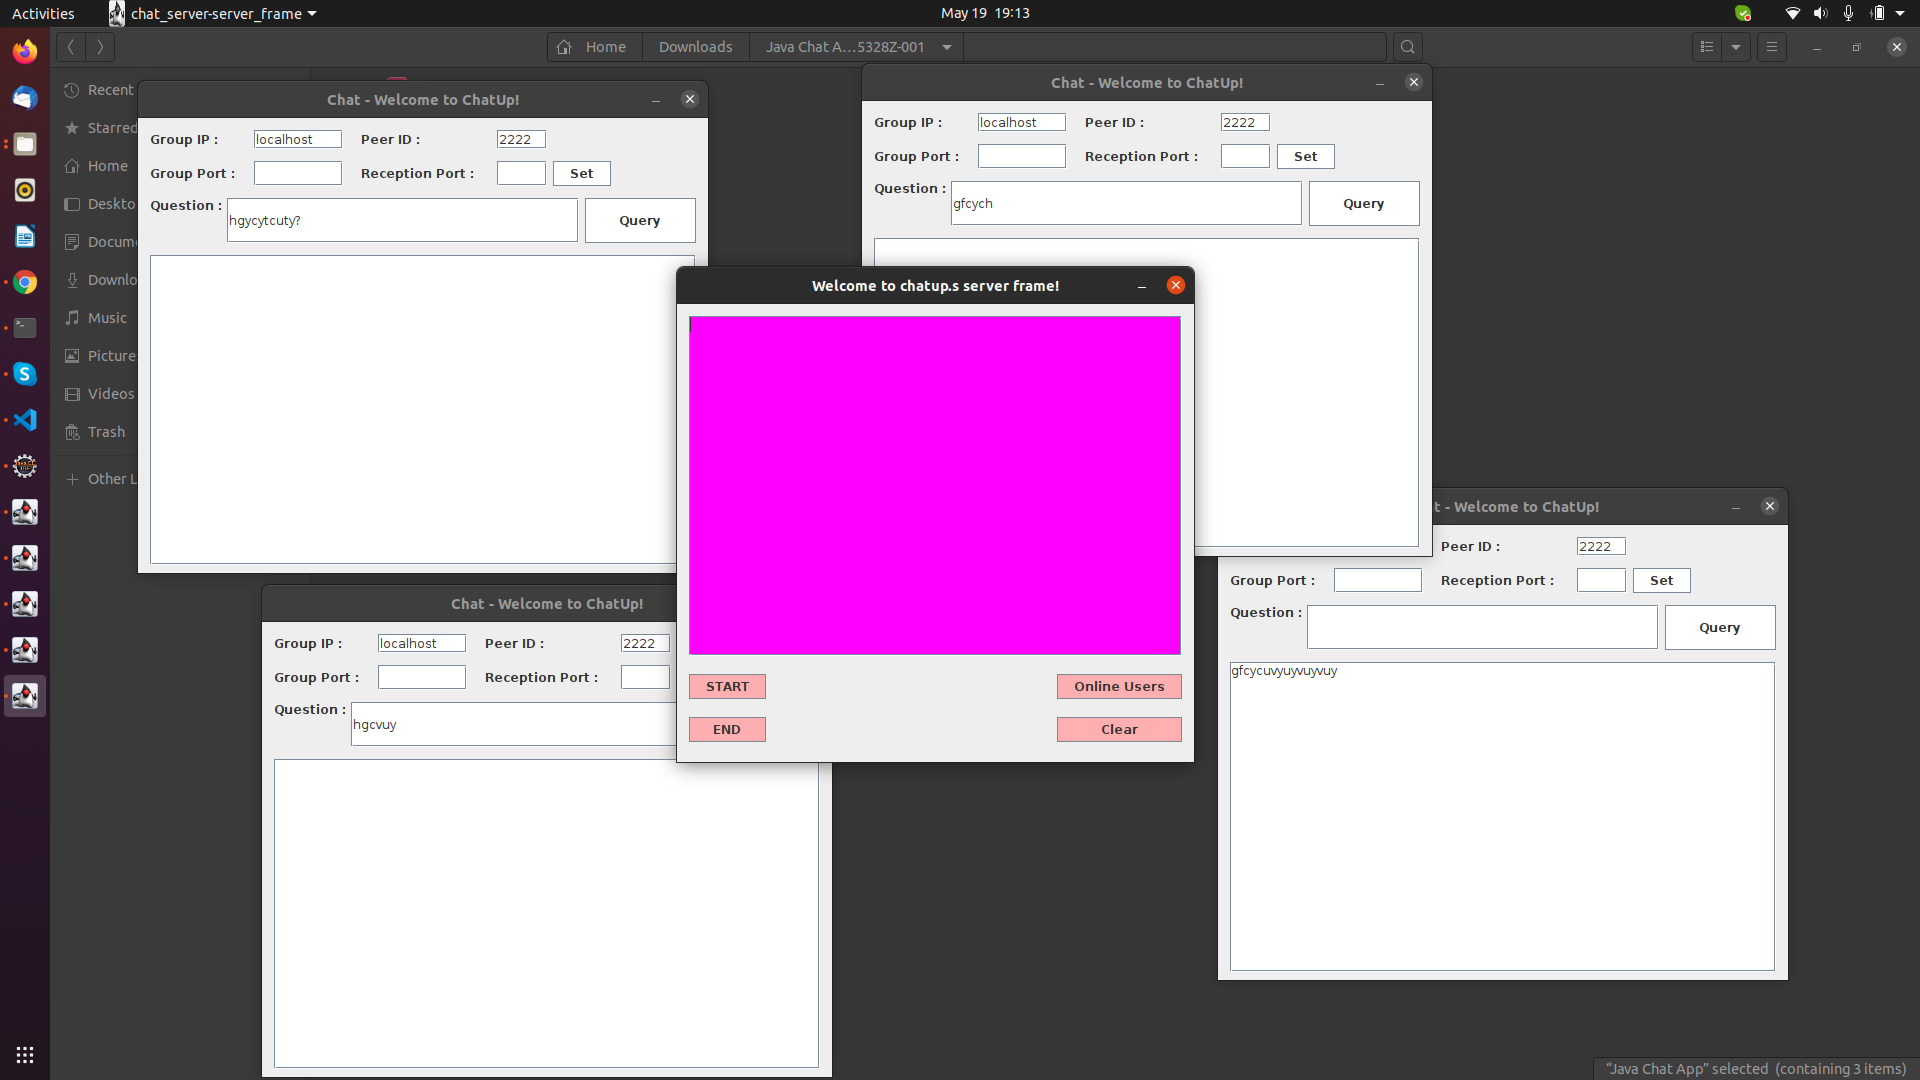 Activities
chat_server-server_frame
May 19 19:13
Home
Downloads
Java Chat A...5328Z-001
Recent
Starred
Home
Deskto
Docum
Downlo
Music
Picture
Videos
Trash
Other L
Chat - Welcome to ChatUp!
Group IP :
localhost
Peer ID :
2222
Group Port :
Reception Port :
Set
Question :
hgycytcuty?
Query
Chat - Welcome to ChatUp!
Group IP :
localhost
Peer ID :
2222
Group Port :
Reception Port :
Set
Question :
gfcych
Query
Welcome to chatup.s server frame!
START
Online Users
END
Clear
Chat - Welcome to ChatUp!
Group IP :
localhost
Peer ID :
2222
Group Port :
Reception Port :
Question :
hgcvuy
t - Welcome to ChatUp!
Peer ID :
2222
Group Port :
Reception Port :
Set
Question :
Query
gfcycuvyuyvuyvuy
"Java Chat App" selected (containing 3 items)